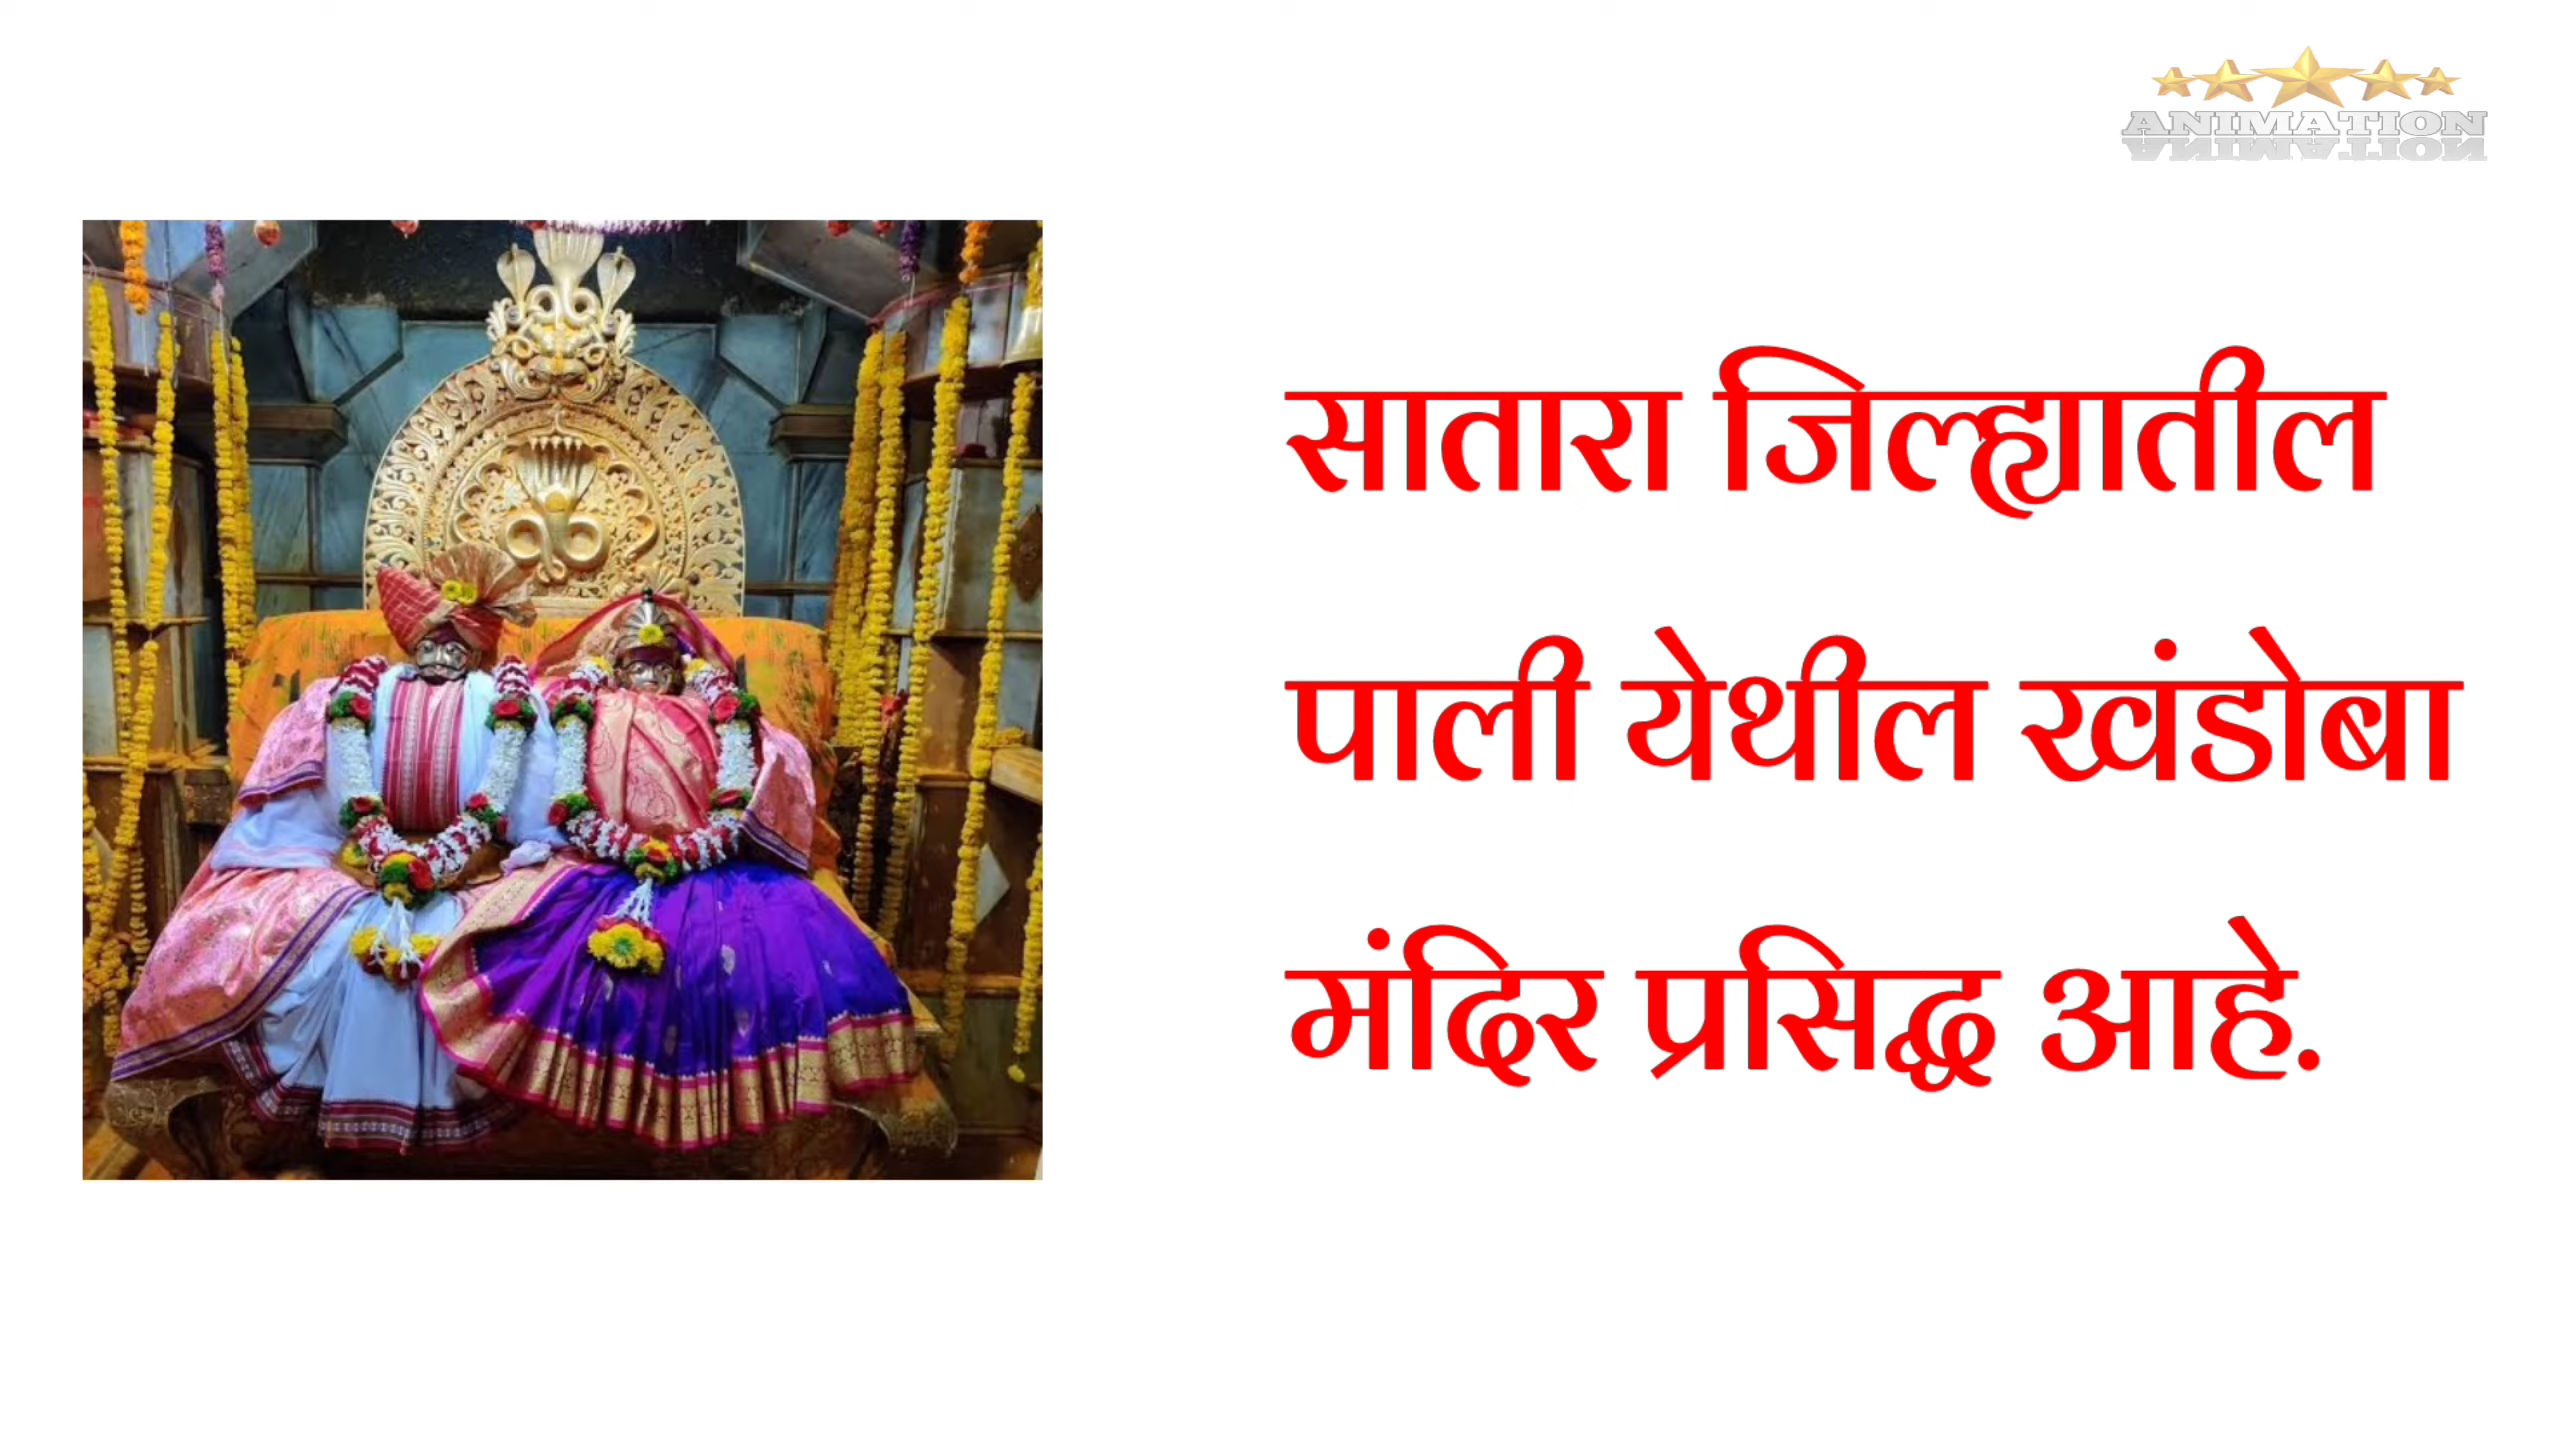 ANIMATION
सातारा जिल्ह्यातील
पाली येथील खंडोबा
मंदिर प्रसिद्ध आहे.